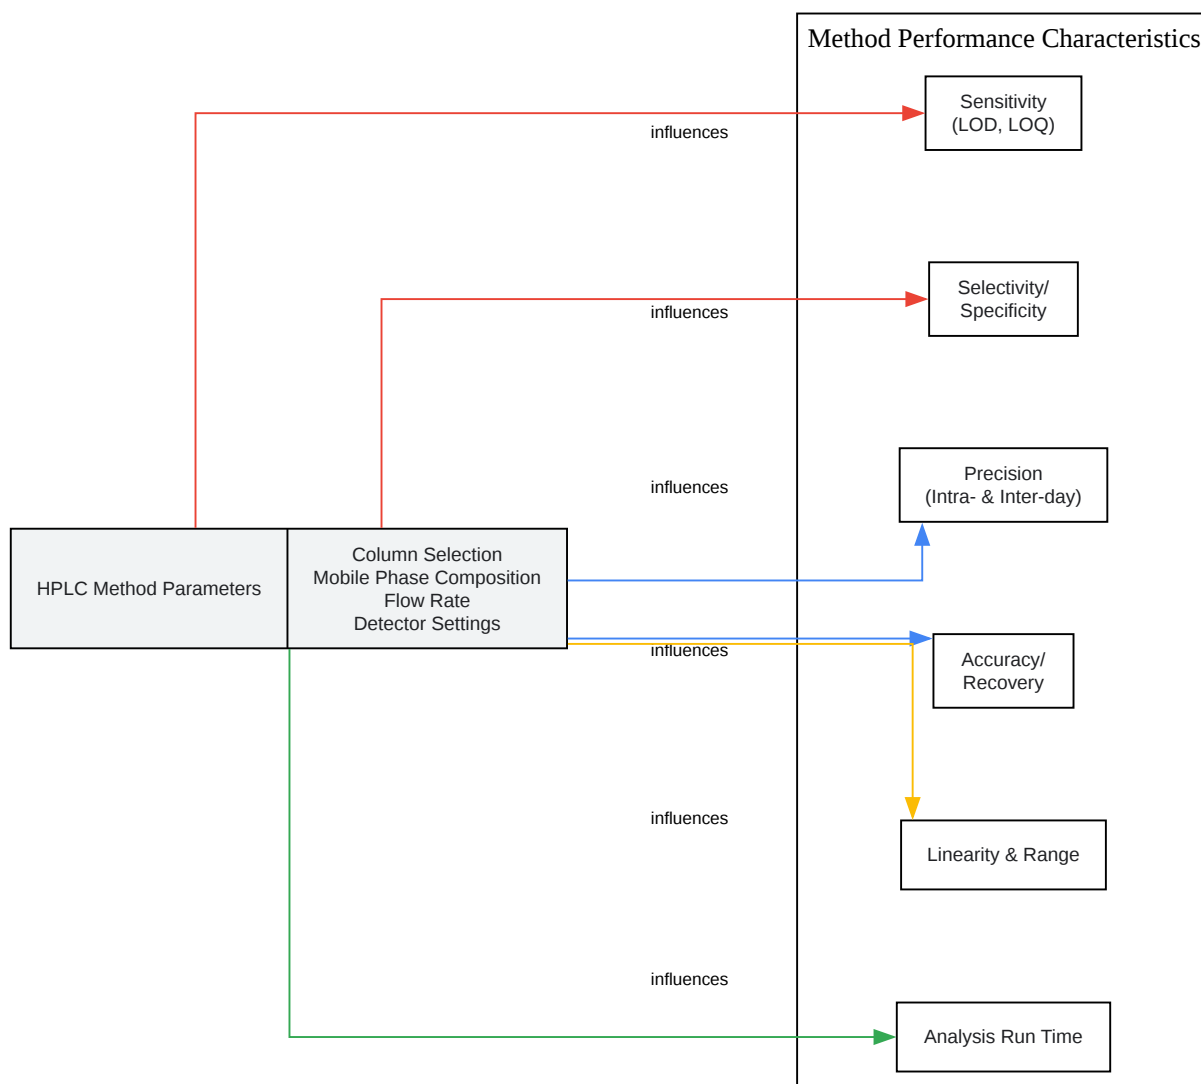 Method Performance Characteristics
Sensitivity
(LOD, LOQ)
influences
Selectivity/
Specificity
influences
Precision
(Intra- & Inter-day)
influences
HPLC Method Parameters
Column Selection
Mobile Phase Composition
Flow Rate
Detector Settings
influences
Accuracy/
Recovery
influences
Linearity & Range
influences
Analysis Run Time